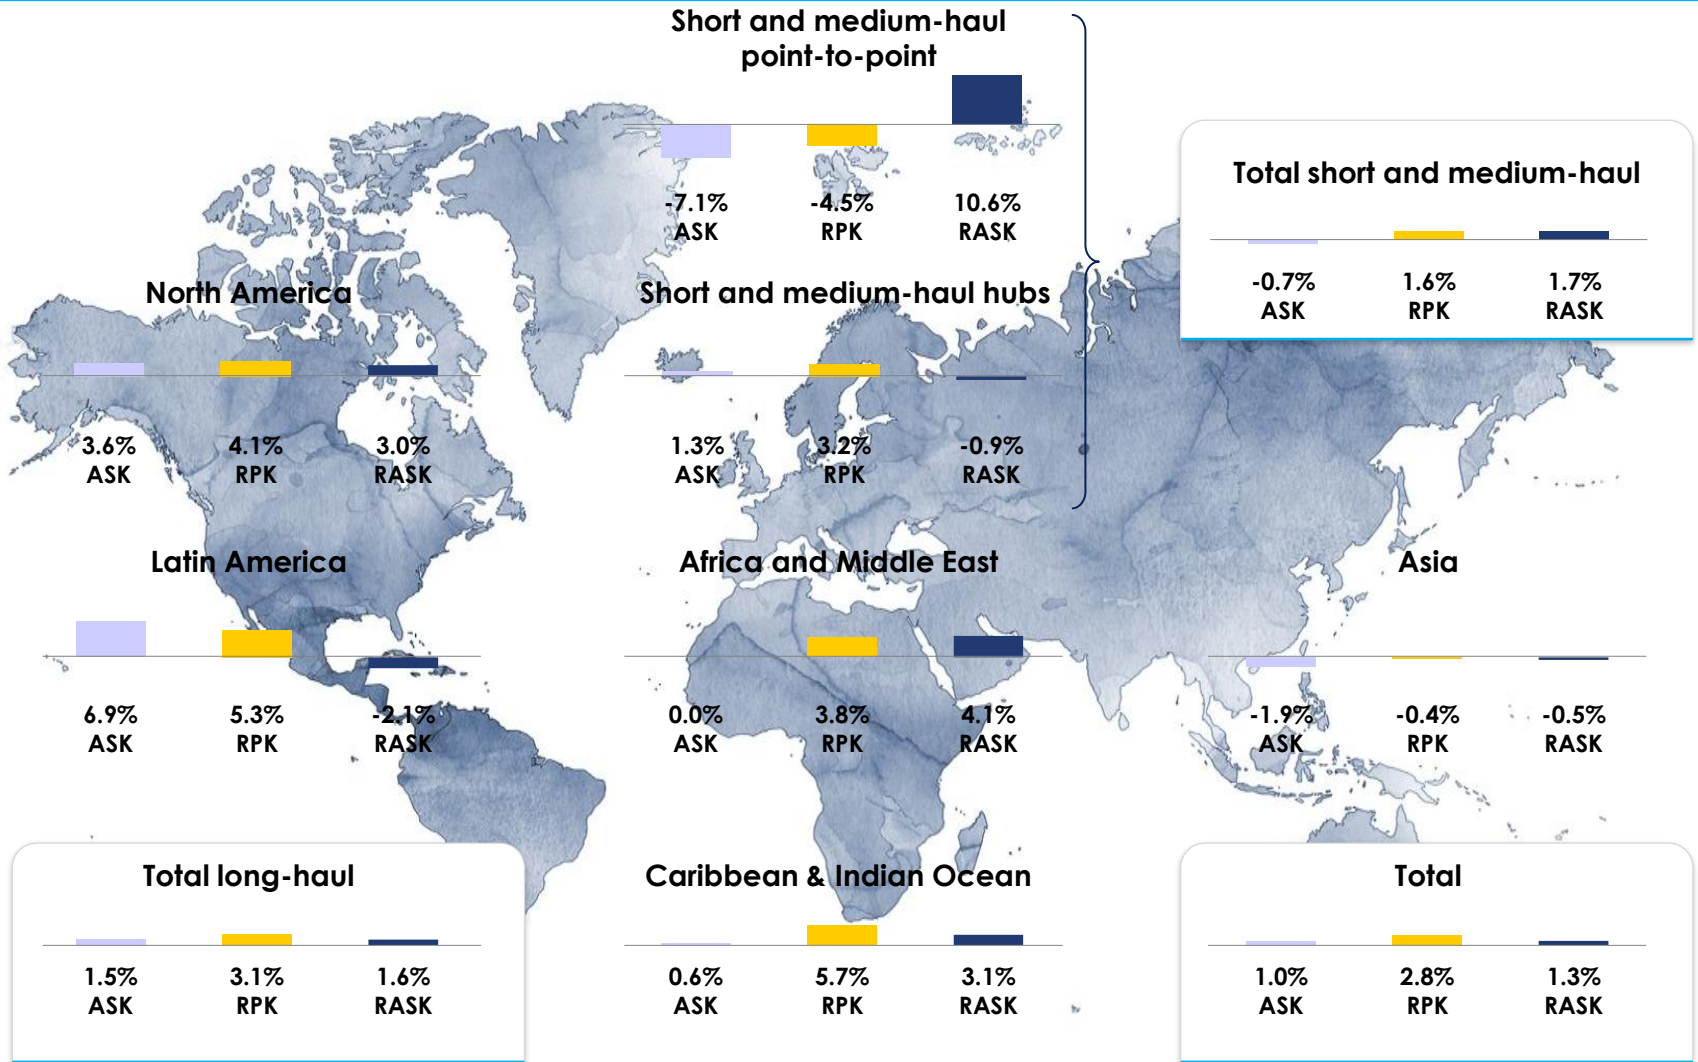 Short and medium-haul
point-to-point
-7.1% -4.5% 10.6%
ASK RPK RASK
Total short and medium-haul
-0.7% 1.6% 1.7%
ASK RPK RASK
North America
3.6% 4.1% 3.0%
ASK RPK RASK
Short and medium-haul hubs
1.3% 3.2% -0.9%
ASK RPK RASK
Latin America
6.9% 5.3% -2.1%
ASK RPK RASK
Africa and Middle East
0.0% 3.8% 4.1%
ASK RPK RASK
Asia
-1.9% -0.4% -0.5%
ASK RPK RASK
Total long-haul
1.5% 3.1% 1.6%
ASK RPK RASK
Caribbean & Indian Ocean
0.6% 5.7% 3.1%
ASK RPK RASK
Total
1.0% 2.8% 1.3%
ASK RPK RASK